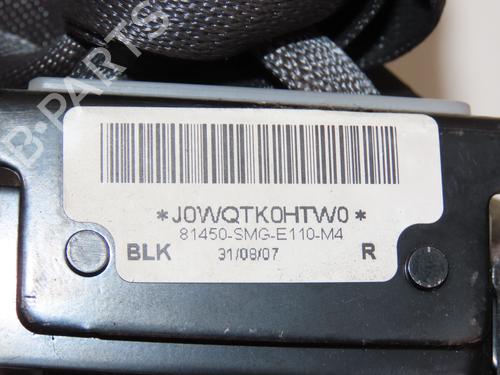 B-PARTS
*J0WQTK0HTW0*
81450-SMG-E110-M4
BLK 31/08/07 R